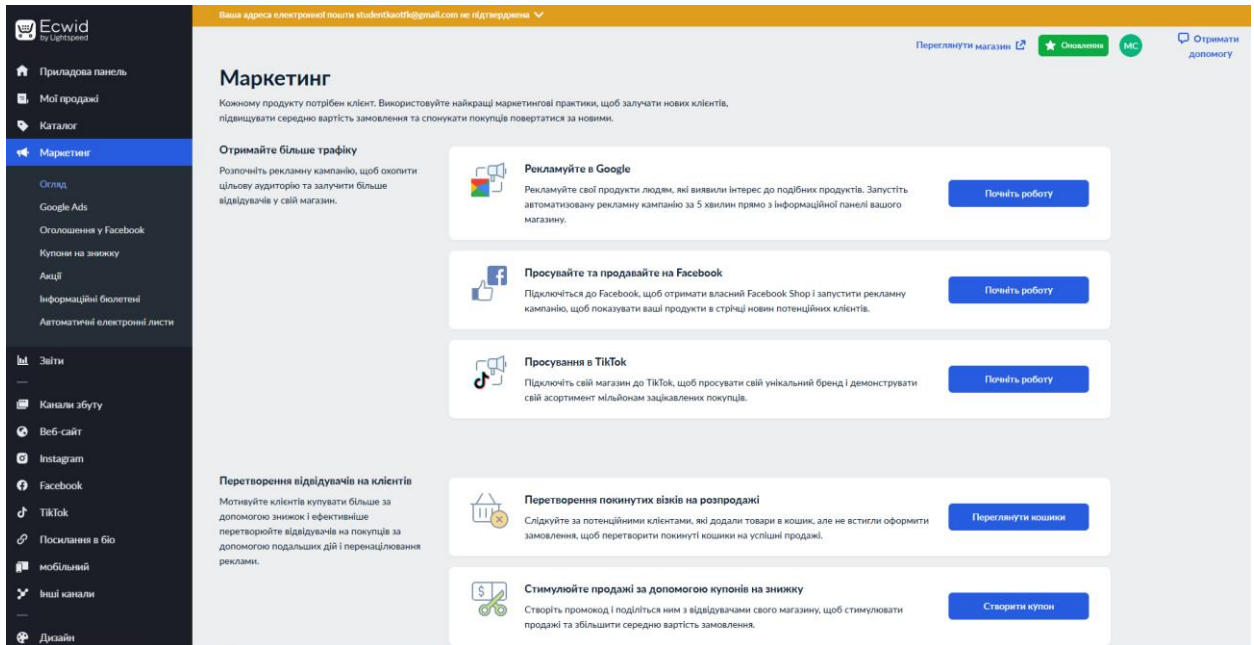 Ваша адреса електронної пошти studentkaotfk@gmail.com не підтверджена
Ecwid
by Lightspeed
Переглянути магазин
Оновлення
МС
Отримати
допомогу
Приладова панель
Мої продажі
Каталог
Маркетинг
Огляд
Google Ads
Оголошення у Facebook
Купони на знижку
Акції
Інформаційні бюлетені
Автоматичні електронні листи
Звіти
Канали збуту
Веб-сайт
Instagram
Facebook
TikTok
Посилання в біо
мобільний
Інші канали
Дизайн
Маркетинг
Кожному продукту потрібен клієнт. Використовуйте найкращі маркетингові практики, щоб залучати нових клієнтів,
підвищувати середню вартість замовлення та спонукати покупців повертатися за новими.
Отримайте більше трафіку
Розпочніть рекламну кампанію, щоб охопити
цільову аудиторію та залучити більше
відвідувачів у свій магазин.
Рекламуйте в Google
Рекламуйте свої продукти людям, які виявили інтерес до подібних продуктів. Запустіть
автоматизовану рекламну кампанію за 5 хвилин прямо з інформаційної панелі вашого
магазину.
Почніть роботу
Просувайте та продавайте на Facebook
Підключіться до Facebook, щоб отримати власний Facebook Shop і запустити рекламну
кампанію, щоб показувати ваші продукти в стрічці новин потенційних клієнтів.
Почніть роботу
Просування в TikTok
Підключіть свій магазин до TikTok, щоб просувати свій унікальний бренд і демонструвати
свій асортимент мільйонам зацікавлених покупців.
Почніть роботу
Перетворення відвідувачів на клієнтів
Мотивуйте клієнтів купувати більше за
допомогою знижок і ефективніше
перетворюйте відвідувачів на покупців за
допомогою подальших дій і перенацілювання
реклами.
Перетворення покинутих візків на розпродажі
Слідкуйте за потенційними клієнтами, які додали товари в кошик, але не встигли оформити
замовлення, щоб перетворити покинуті кошики на успішні продажі.
Переглянути кошики
Стимулюйте продажі за допомогою купонів на знижку
Створіть промокод і поділіться ним з відвідувачами свого магазину, щоб стимулювати
продажі та збільшити середню вартість замовлення.
Створити купон